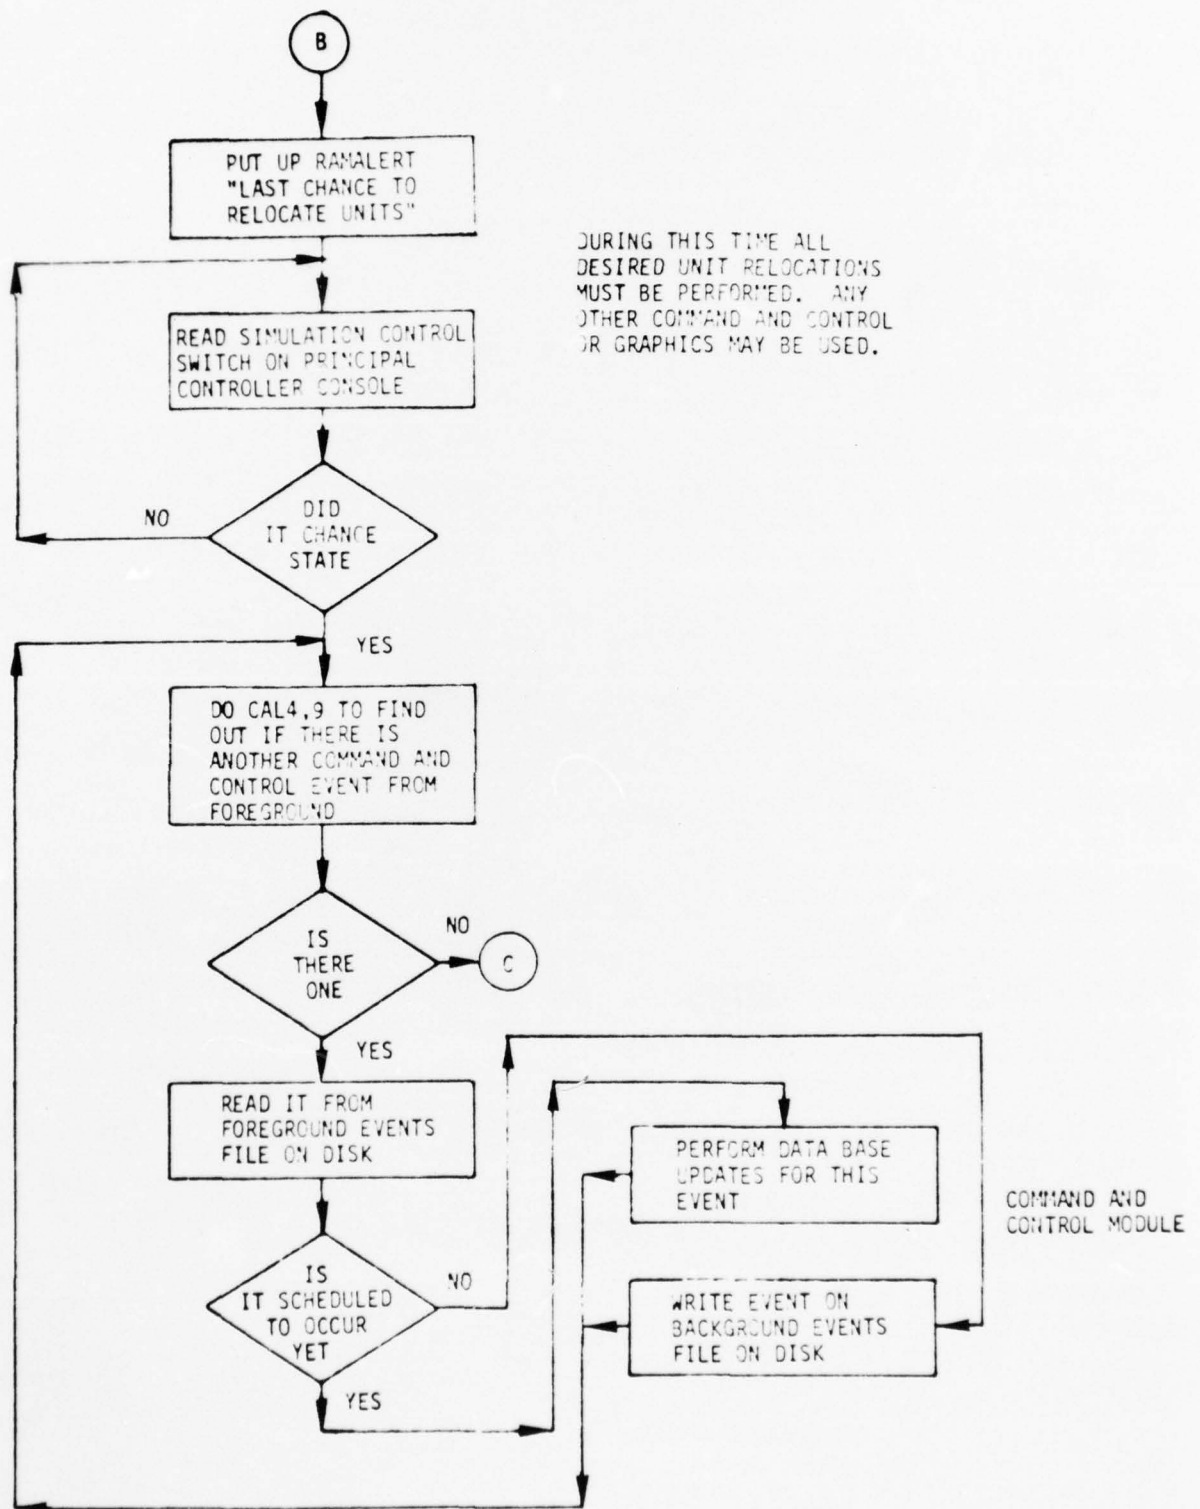 B
PUT UP RAMALERT
"LAST CHANCE TO
RELOCATE UNITS"
DURING THIS TIME ALL
DESIRED UNIT RELOCATIONS
MUST BE PERFORMED. ANY
OTHER COMMAND AND CONTROL
OR GRAPHICS MAY BE USED.
READ SIMULATION CONTROL
SWITCH ON PRINCIPAL
CONTROLLER CONSOLE
DID
IT CHANCE
STATE
NO
YES
DO CAL4,9 TO FIND
OUT IF THERE IS
ANOTHER COMMAND AND
CONTROL EVENT FROM
FOREGROUND
IS
THERE
ONE
NO
C
YES
READ IT FROM
FOREGROUND EVENTS
FILE ON DISK
PERFORM DATA BASE
UPDATES FOR THIS
EVENT
COMMAND AND
CONTROL MODULE
IS
IT SCHEDULED
TO OCCUR
YET
NO
WRITE EVENT ON
BACKGROUND EVENTS
FILE ON DISK
YES